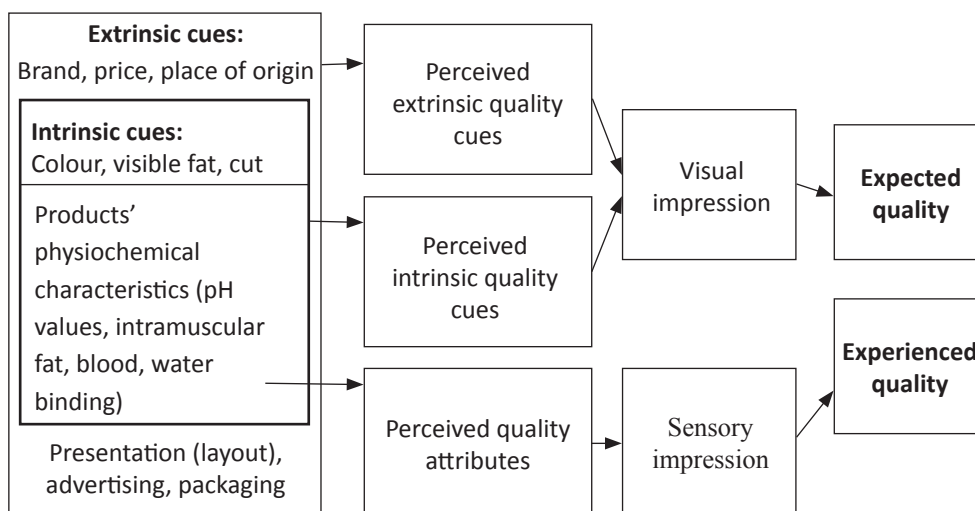 Extrinsic cues:
Brand, price, place of origin
Intrinsic cues:
Colour, visible fat, cut
Products’
physiochemical
characteristics (pH
values, intramuscular
fat, blood, water
binding)
Presentation (layout),
advertising, packaging
Perceived
extrinsic quality
cues
Perceived
intrinsic quality
cues
Perceived quality
attributes
Visual
impression
Sensory
impression
Expected
quality
Experienced
quality